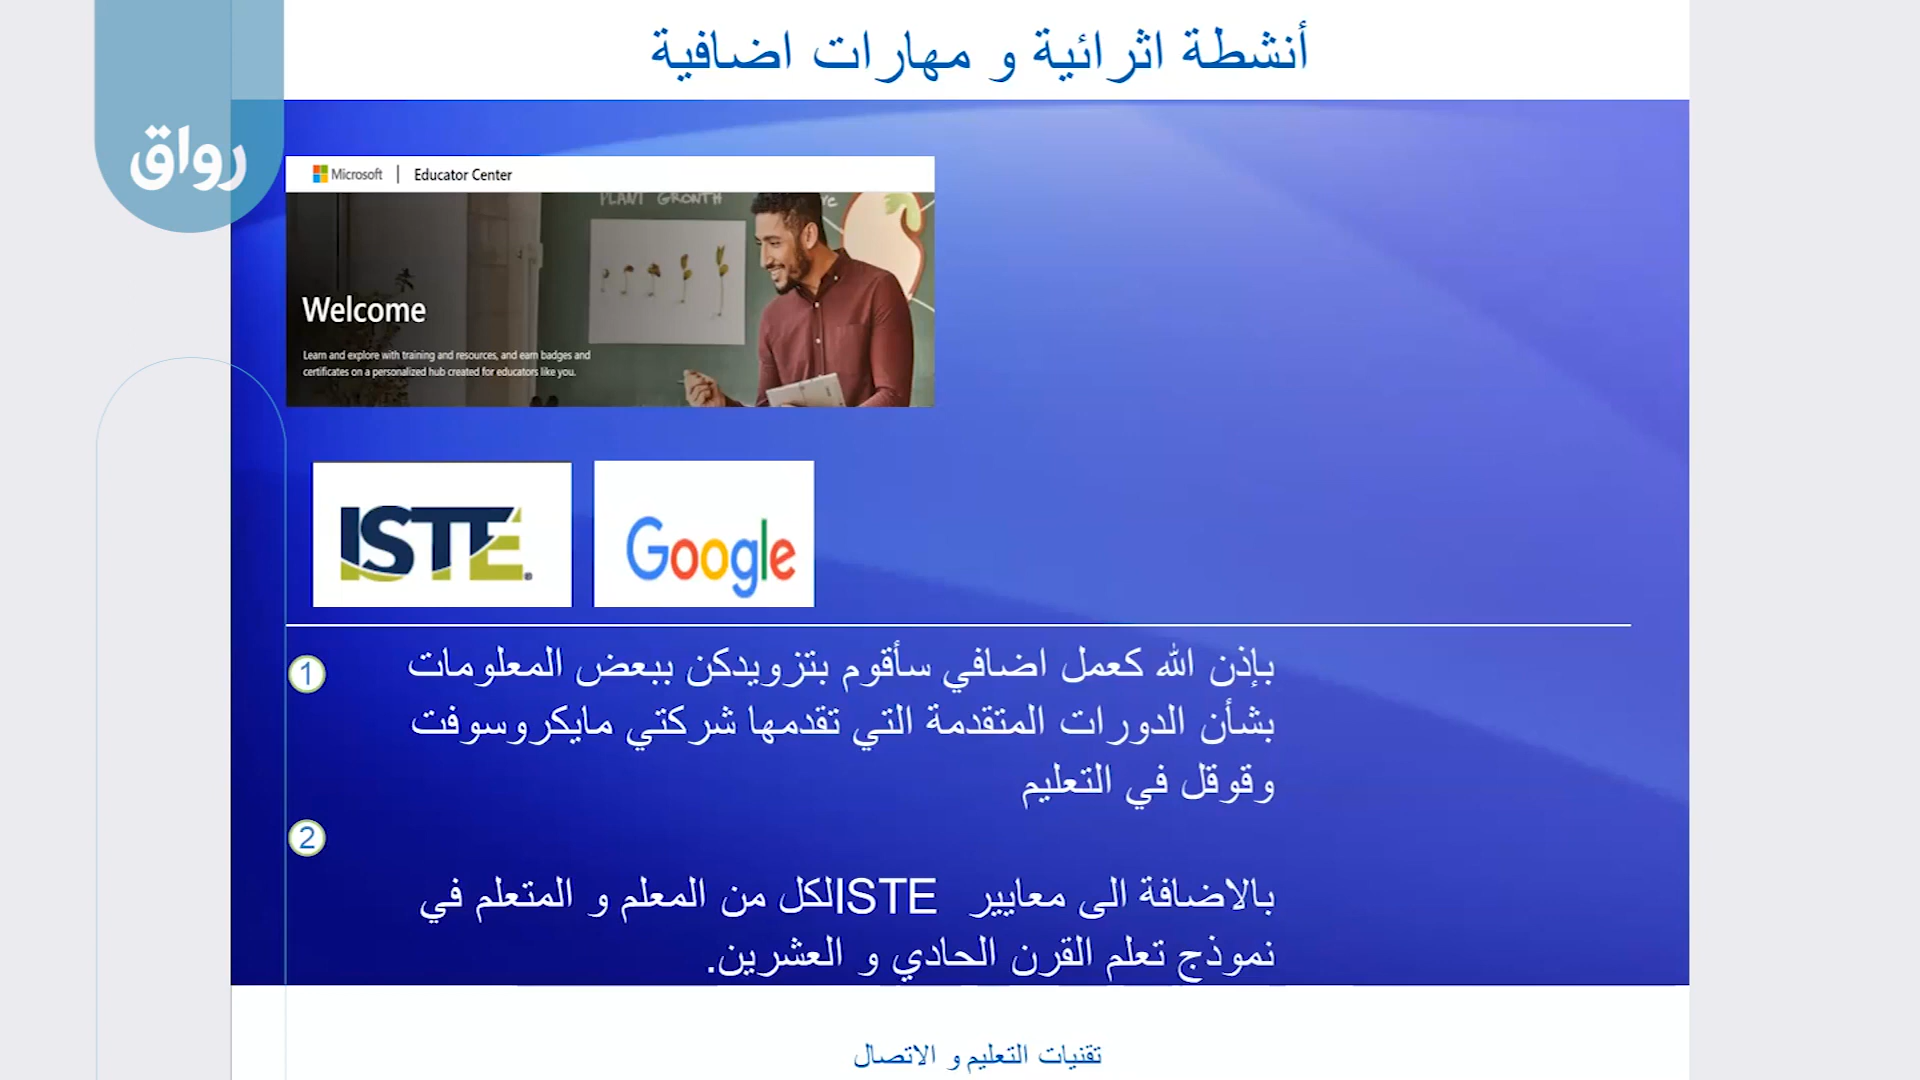 أنشطة اثرائية و مهارات اضافية
رواق
Microsoft | Educator Center
PLANT GROWTH
Welcome
Learn and explore with training and resources, and earn badges and
certificates on a personalized hub created for educators like you.
ISTE®
Google
1
بإذن الله كعمل اضافي سأقوم بتزويدكن ببعض المعلومات
بشأن الدورات المتقدمة التي تقدمها شركتي مايكروسوفت
وقوقل في التعليم
2
بالاضافة الى معايير ISTEلكل من المعلم و المتعلم في
نموذج تعلم القرن الحادي و العشرين.
تقنيات التعليم و الاتصال